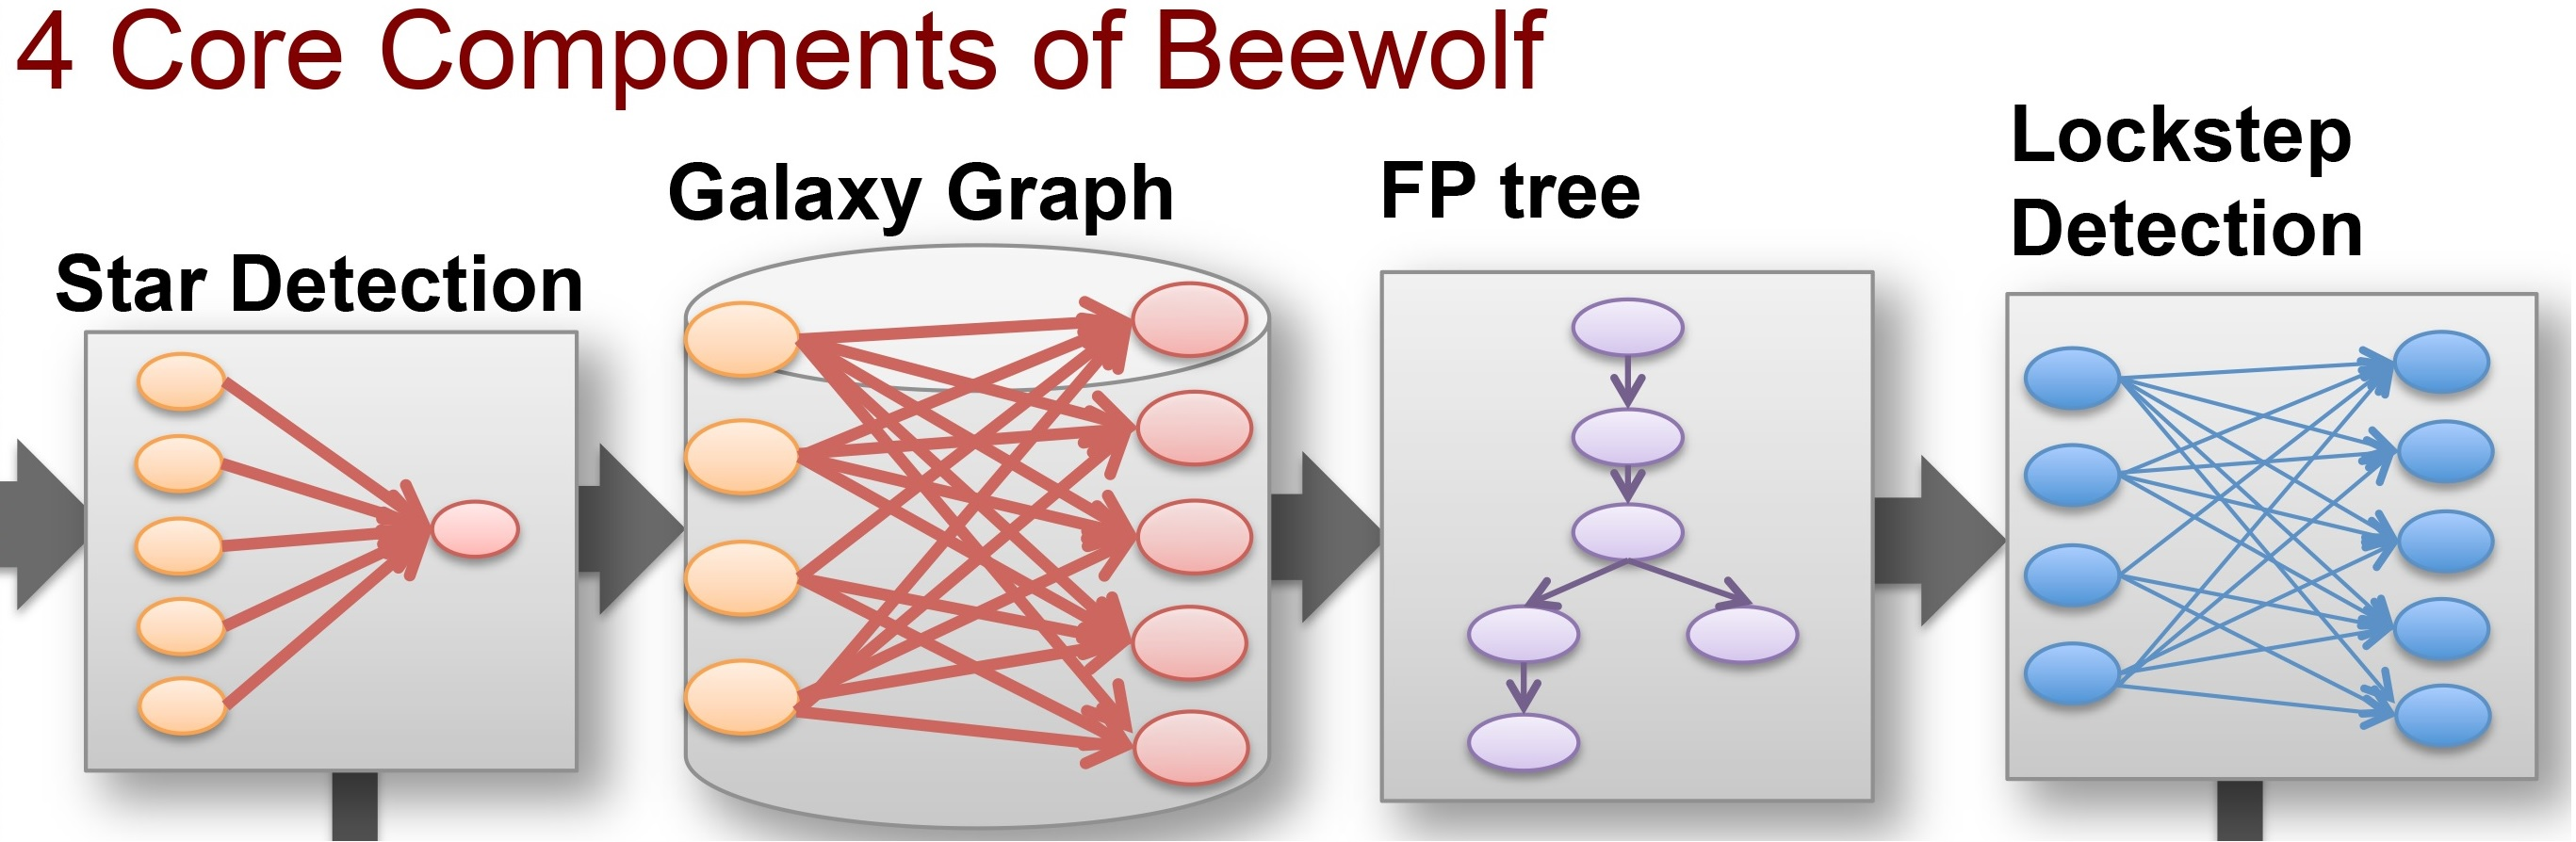 4 Core Components of Beewolf
Star Detection
Galaxy Graph
FP tree
Lockstep
Detection